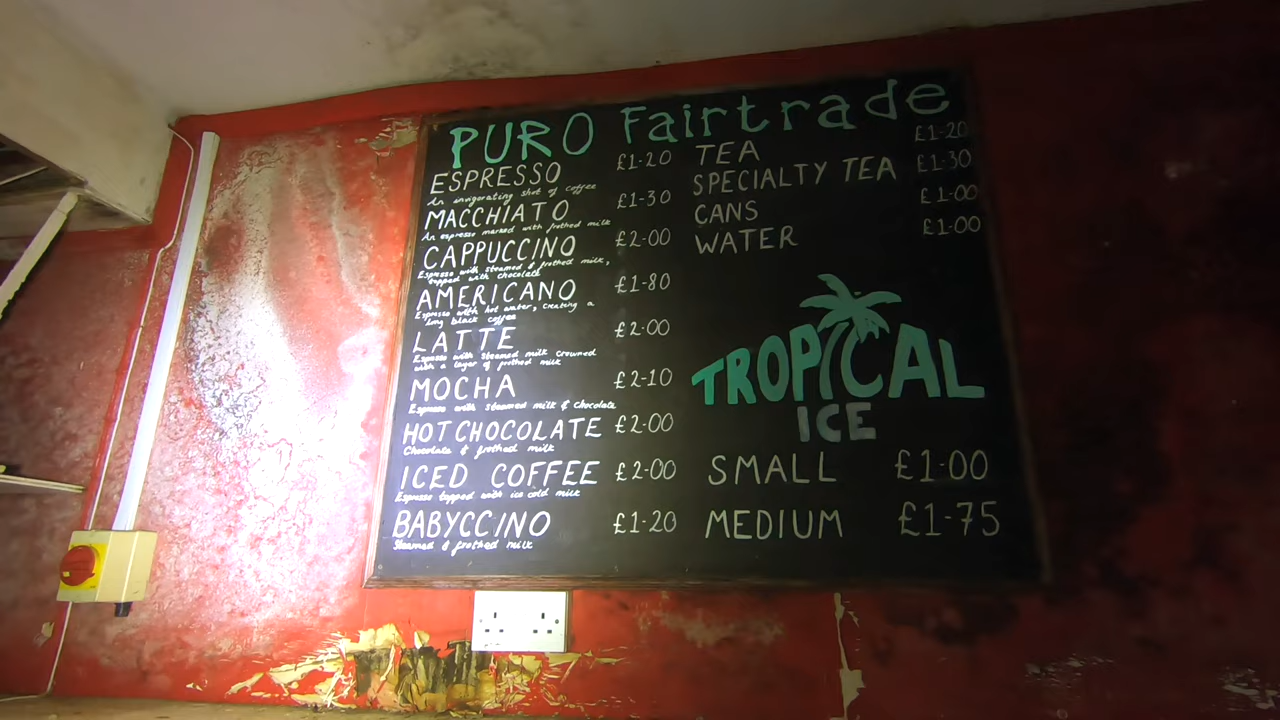 PURO Fairtrade
ESPRESSO £1-20
An invigorating shot of coffee
MACCHIATO £1-30
An espresso marked with frothed milk
CAPPUCCINO £2-00
Espresso with steamed & frothed milk,
topped with chocolate
AMERICANO £1-80
Espresso with hot water, creating a
long black coffee
LATTE £2-00
Espresso with steamed milk crowned
with a layer of frothed milk
MOCHA £2-10
Espresso with steamed milk & chocolate
HOT CHOCOLATE £2-00
Chocolate & frothed milk
ICED COFFEE £2-00
Espresso topped with ice cold milk
BABYCCINO £1-20
Steamed & frothed milk
TEA £1-20
SPECIALTY TEA £1-30
CANS £1-00
WATER £1-00
TROPICAL
ICE
SMALL £1-00
MEDIUM £1-75